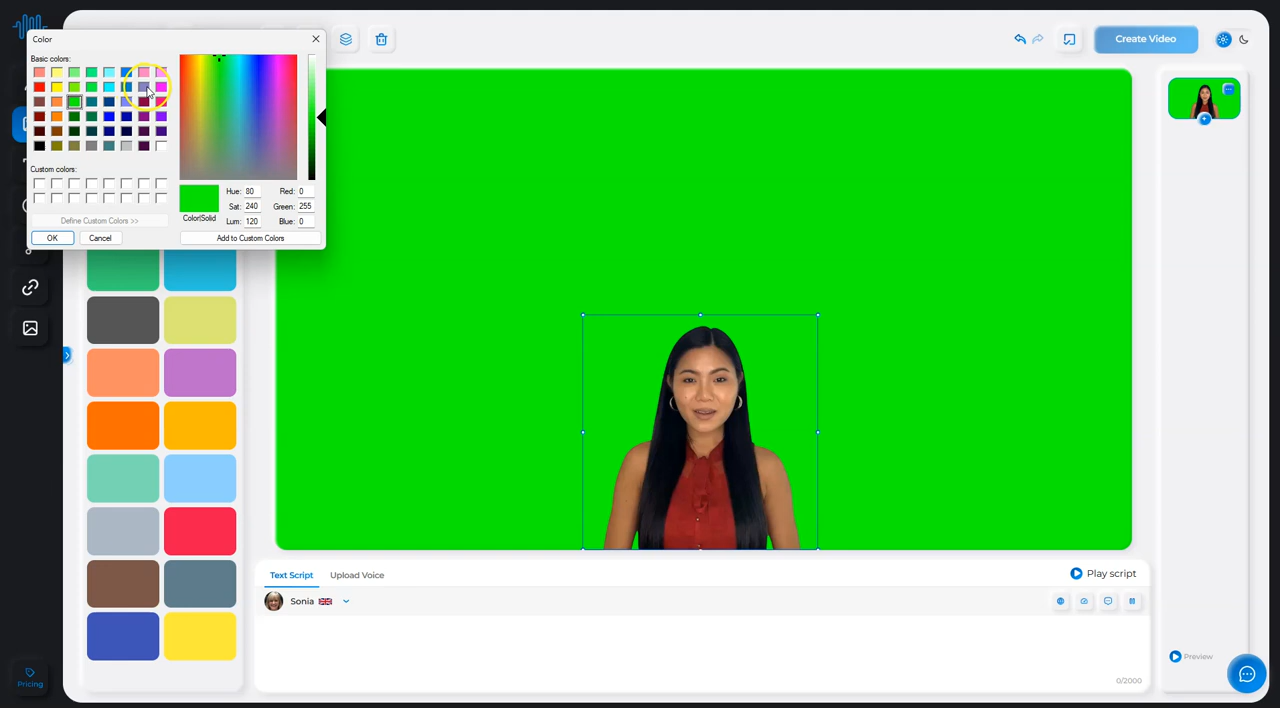 Color
Basic colors:
Custom colors:
Define Custom Colors >>
OK
Cancel
Hue: 80
Sat: 240
Lum: 120
Red: 0
Green: 255
Blue: 0
Color|Solid
Add to Custom Colors
Create Video
Text Script
Upload Voice
Play script
Sonia
0/2000
Preview
Pricing